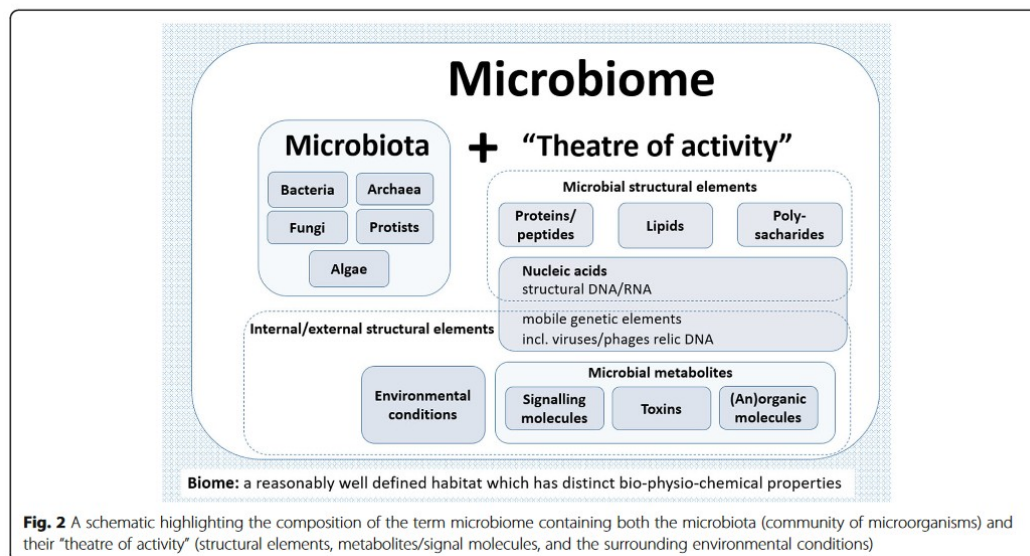 Microbiome
Microbiota + “Theatre of activity”
Bacteria
Archaea
Fungi
Protists
Algae
Microbial structural elements
Proteins/
peptides
Lipids
Poly-
sacharides
Nucleic acids
structural DNA/RNA
mobile genetic elements
incl. viruses/phages relic DNA
Internal/external structural elements
Environmental
conditions
Microbial metabolites
Signalling
molecules
Toxins
(An)organic
molecules
Biome: a reasonably well defined habitat which has distinct bio-physio-chemical properties
Fig. 2 A schematic highlighting the composition of the term microbiome containing both the microbiota (community of microorganisms) and
their “theatre of activity” (structural elements, metabolites/signal molecules, and the surrounding environmental conditions)